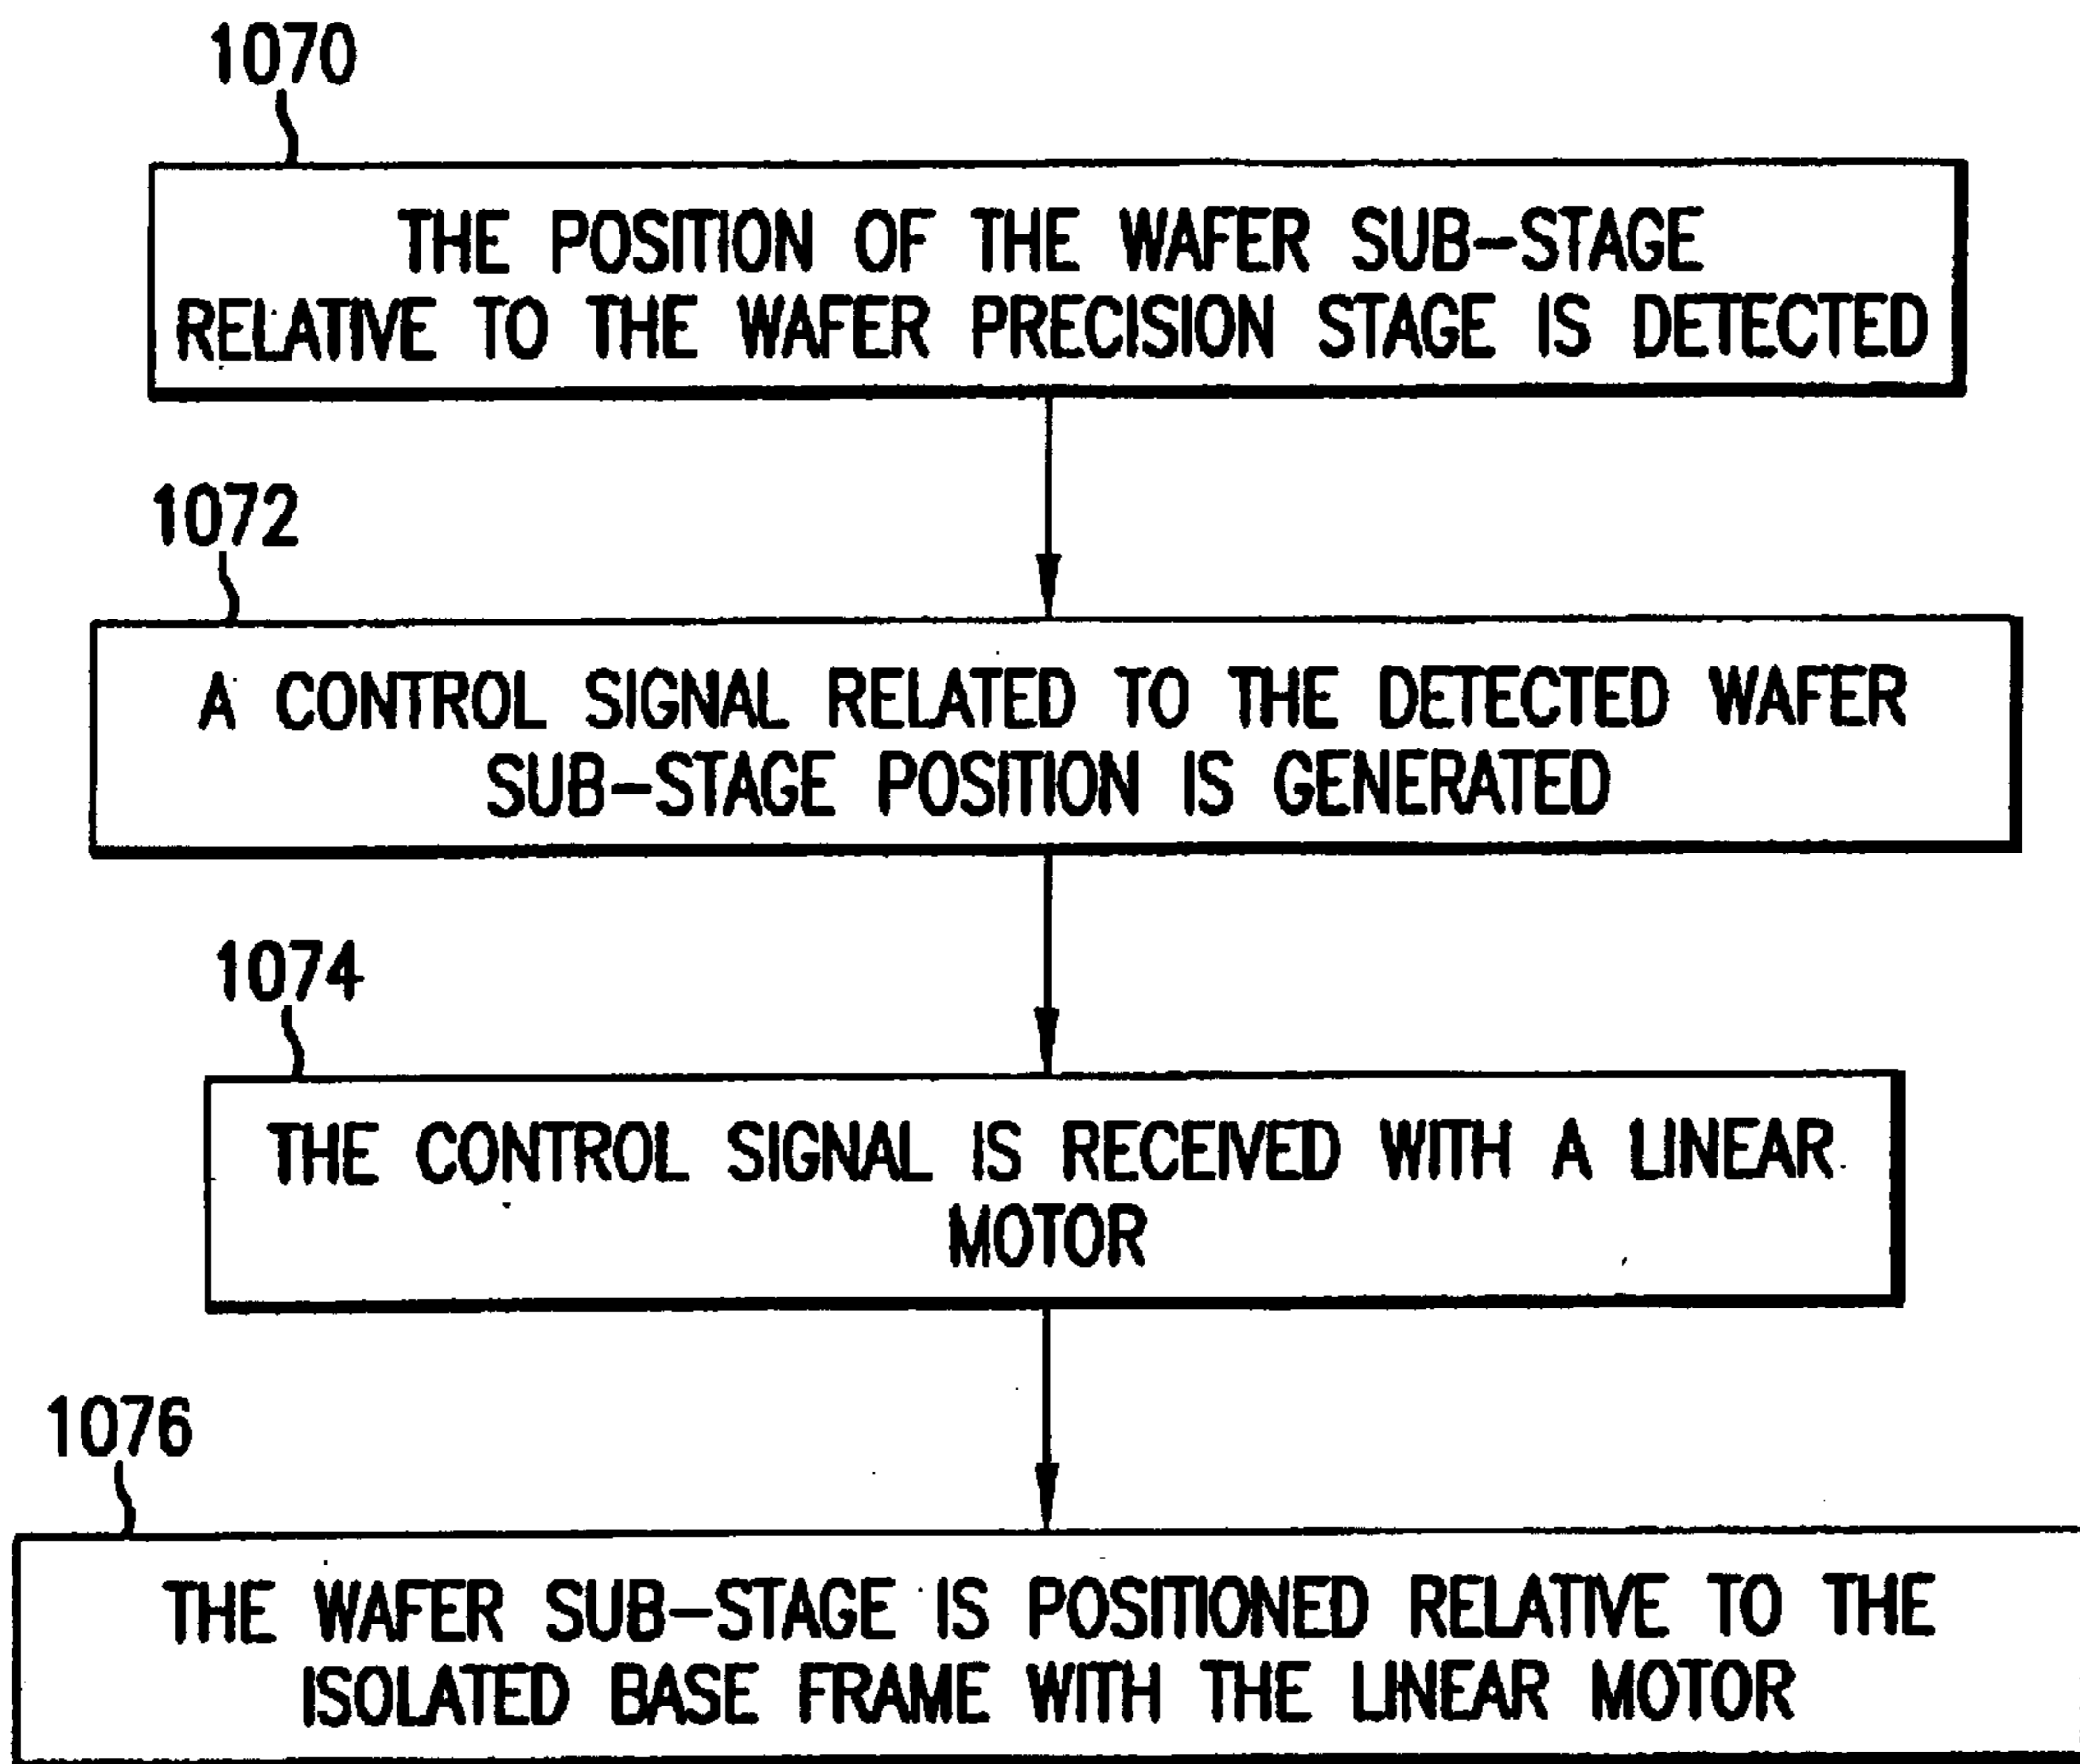 1070
THE POSITION OF THE WAFER SUB-STAGE
RELATIVE TO THE WAFER PRECISION STAGE IS DETECTED
1072
A CONTROL SIGNAL RELATED TO THE DETECTED WAFER
SUB-STAGE POSITION IS GENERATED
1074
THE CONTROL SIGNAL IS RECEIVED WITH A LINEAR
MOTOR
1076
THE WAFER SUB-STAGE IS POSITIONED RELATIVE TO THE
ISOLATED BASE FRAME WITH THE LINEAR MOTOR